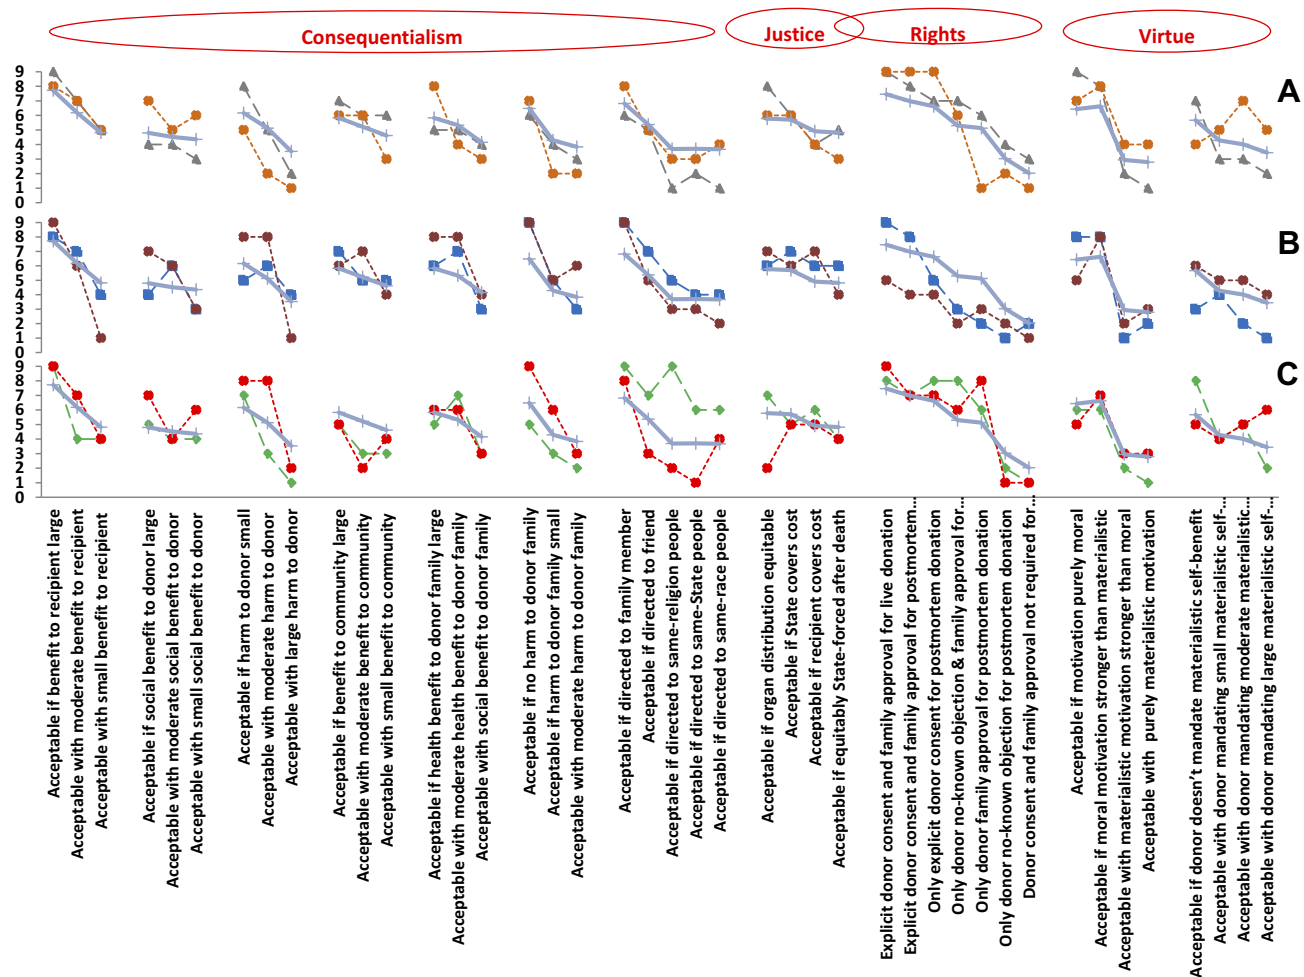 Consequentialism
Justice
Rights
Virtue
A
9
8
7
6
5
4
3
2
1
0
B
9
8
7
6
5
4
3
2
1
0
C
9
8
7
6
5
4
3
2
1
0
Acceptable if benefit to recipient large
Acceptable with moderate benefit to recipient
Acceptable with small benefit to recipient
Acceptable if social benefit to donor large
Acceptable with moderate social benefit to donor
Acceptable with small social benefit to donor
Acceptable if harm to donor small
Acceptable with moderate harm to donor
Acceptable with large harm to donor
Acceptable if benefit to community large
Acceptable with moderate benefit to community
Acceptable with small benefit to community
Acceptable if health benefit to donor family large
Acceptable with moderate health benefit to donor family
Acceptable with social benefit to donor family
Acceptable if no harm to donor family
Acceptable if harm to donor family small
Acceptable with moderate harm to donor family
Acceptable if directed to family member
Acceptable if directed to friend
Acceptable if directed to same-religion people
Acceptable if directed to same-State people
Acceptable if directed to same-race people
Acceptable if organ distribution equitable
Acceptable if State covers cost
Acceptable if recipient covers cost
Acceptable if equitably State-forced after death
Explicit donor consent and family approval for live donation
Explicit donor consent and family approval for postmortem…
Only explicit donor consent for postmortem donation
Only donor no-known objection & family approval for…
Only donor family approval for postmortem donation
Only donor no-known objection for postmortem donation
Donor consent and family approval not required for…
Acceptable if motivation purely moral
Acceptable if moral motivation stronger than materialistic
Acceptable with materialistic motivation stronger than moral
Acceptable with purely materialistic motivation
Acceptable if donor doesn't mandate materialistic self-benefit
Acceptable with donor mandating small materialistic self-…
Acceptable with donor mandating moderate materialistic…
Acceptable with donor mandating large materialistic self-…